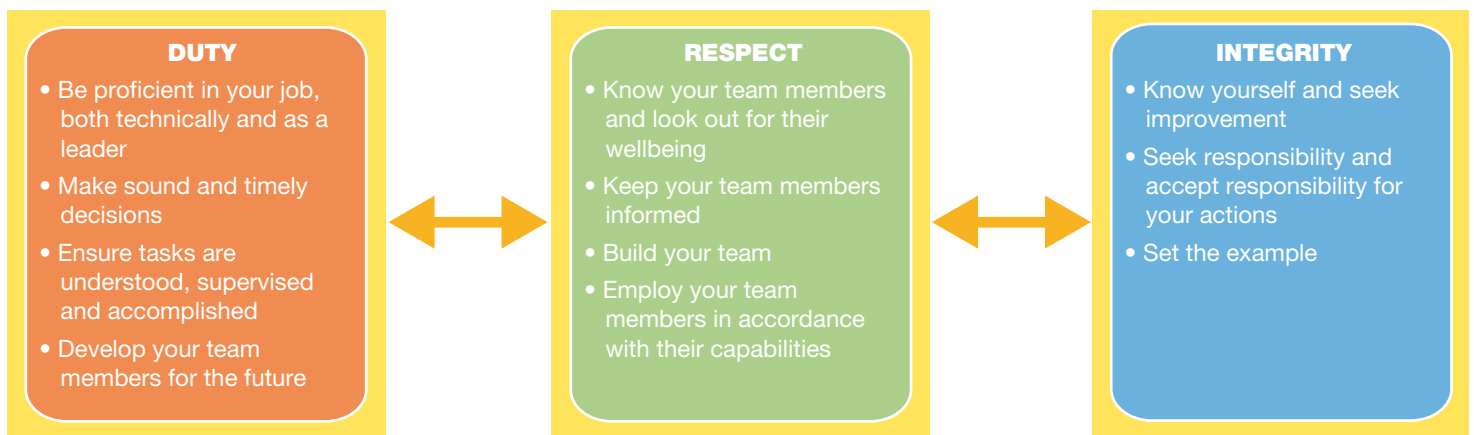 DUTY
• Be proficient in your job,
both technically and as a
leader
• Make sound and timely
decisions
• Ensure tasks are
understood, supervised
and accomplished
• Develop your team
members for the future
RESPECT
• Know your team members
and look out for their
wellbeing
• Keep your team members
informed
• Build your team
• Employ your team
members in accordance
with their capabilities
INTEGRITY
• Know yourself and seek
improvement
• Seek responsibility and
accept responsibility for
your actions
• Set the example